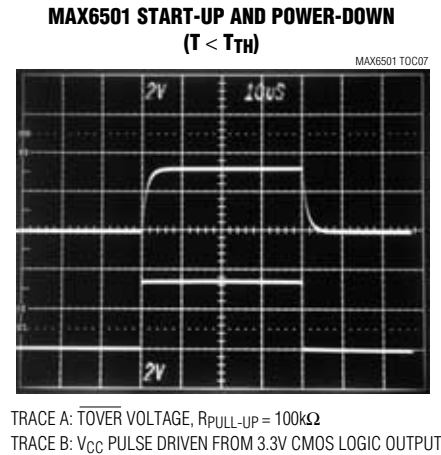 MAX6501 START-UP AND POWER-DOWN
(T < TTH)
MAX6501 TOC07
2V 10US
2V
TRACE A: TOVER VOLTAGE, RPULL-UP = 100kΩ
TRACE B: VCC PULSE DRIVEN FROM 3.3V CMOS LOGIC OUTPUT